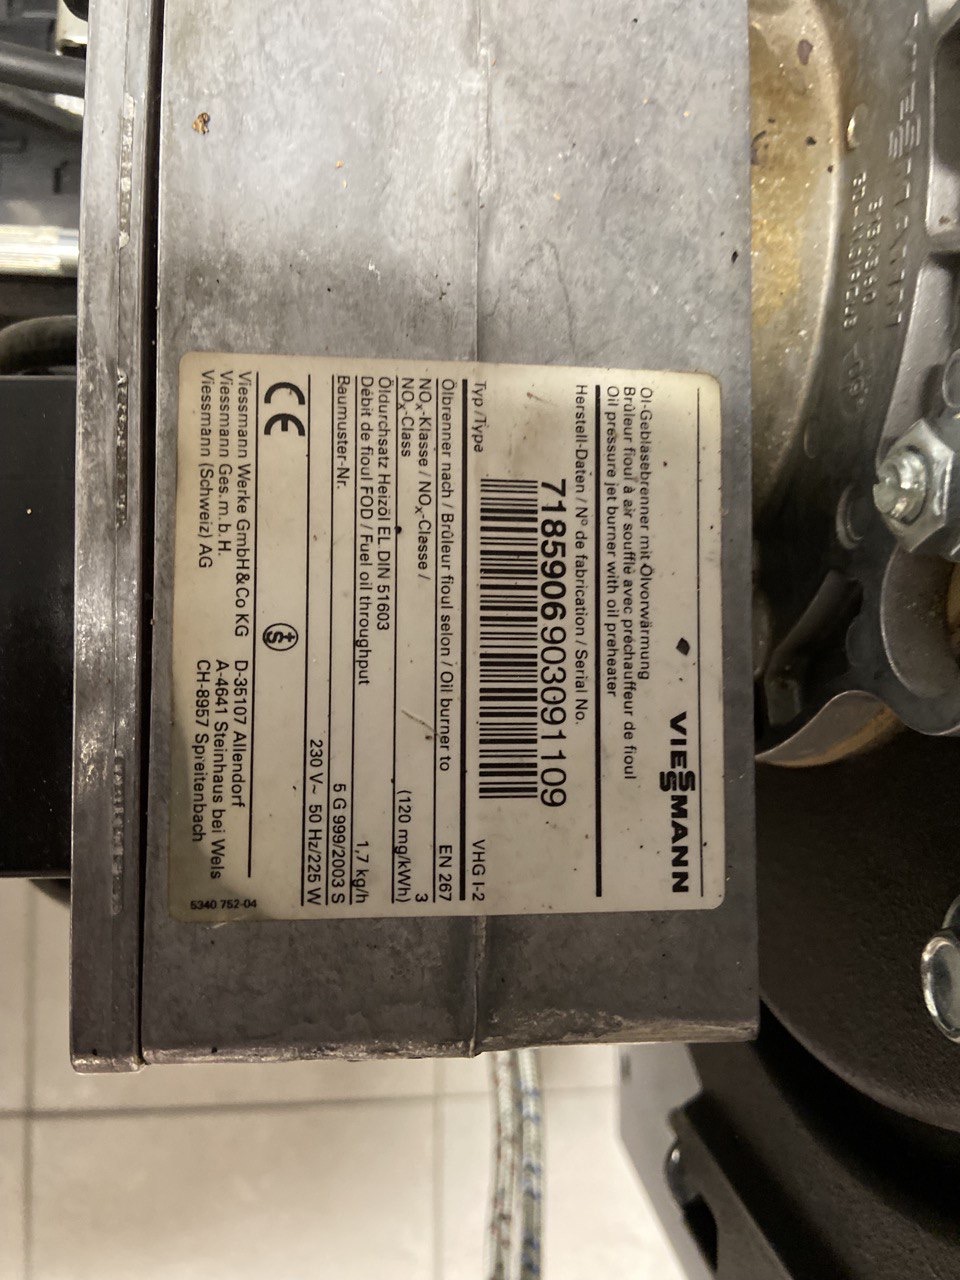 VIESSMANN
Öl-Gebläsebrenner mit Ölvorwärmung
Brûleur fioul à air soufflé avec préchauffeur de fioul
Oil pressure jet burner with oil preheater
Herstell-Daten / N° de fabrication / Serial No.
7185906903091109
Typ /Type VHG I-2
Ölbrenner nach / Brûleur fioul selon / Oil burner to EN 267
NOx-Klasse / NOx-Classe / 3
NOx-Class (120 mg/kWh)
Öldurchsatz Heizöl EL DIN 51603
Débit de fioul FOD / Fuel oil throughput 1,7 kg/h
Baumuster-Nr. 5 G 999/2003 S
230 V~ 50 Hz/225 W
CE
+S
Viessmann Werke GmbH&Co KG D-35107 Allendorf
Viessmann Ges.m.b.H. A-4641 Steinhaus bei Wels
Viessmann (Schweiz) AG CH-8957 Spreitenbach
5340 752-04